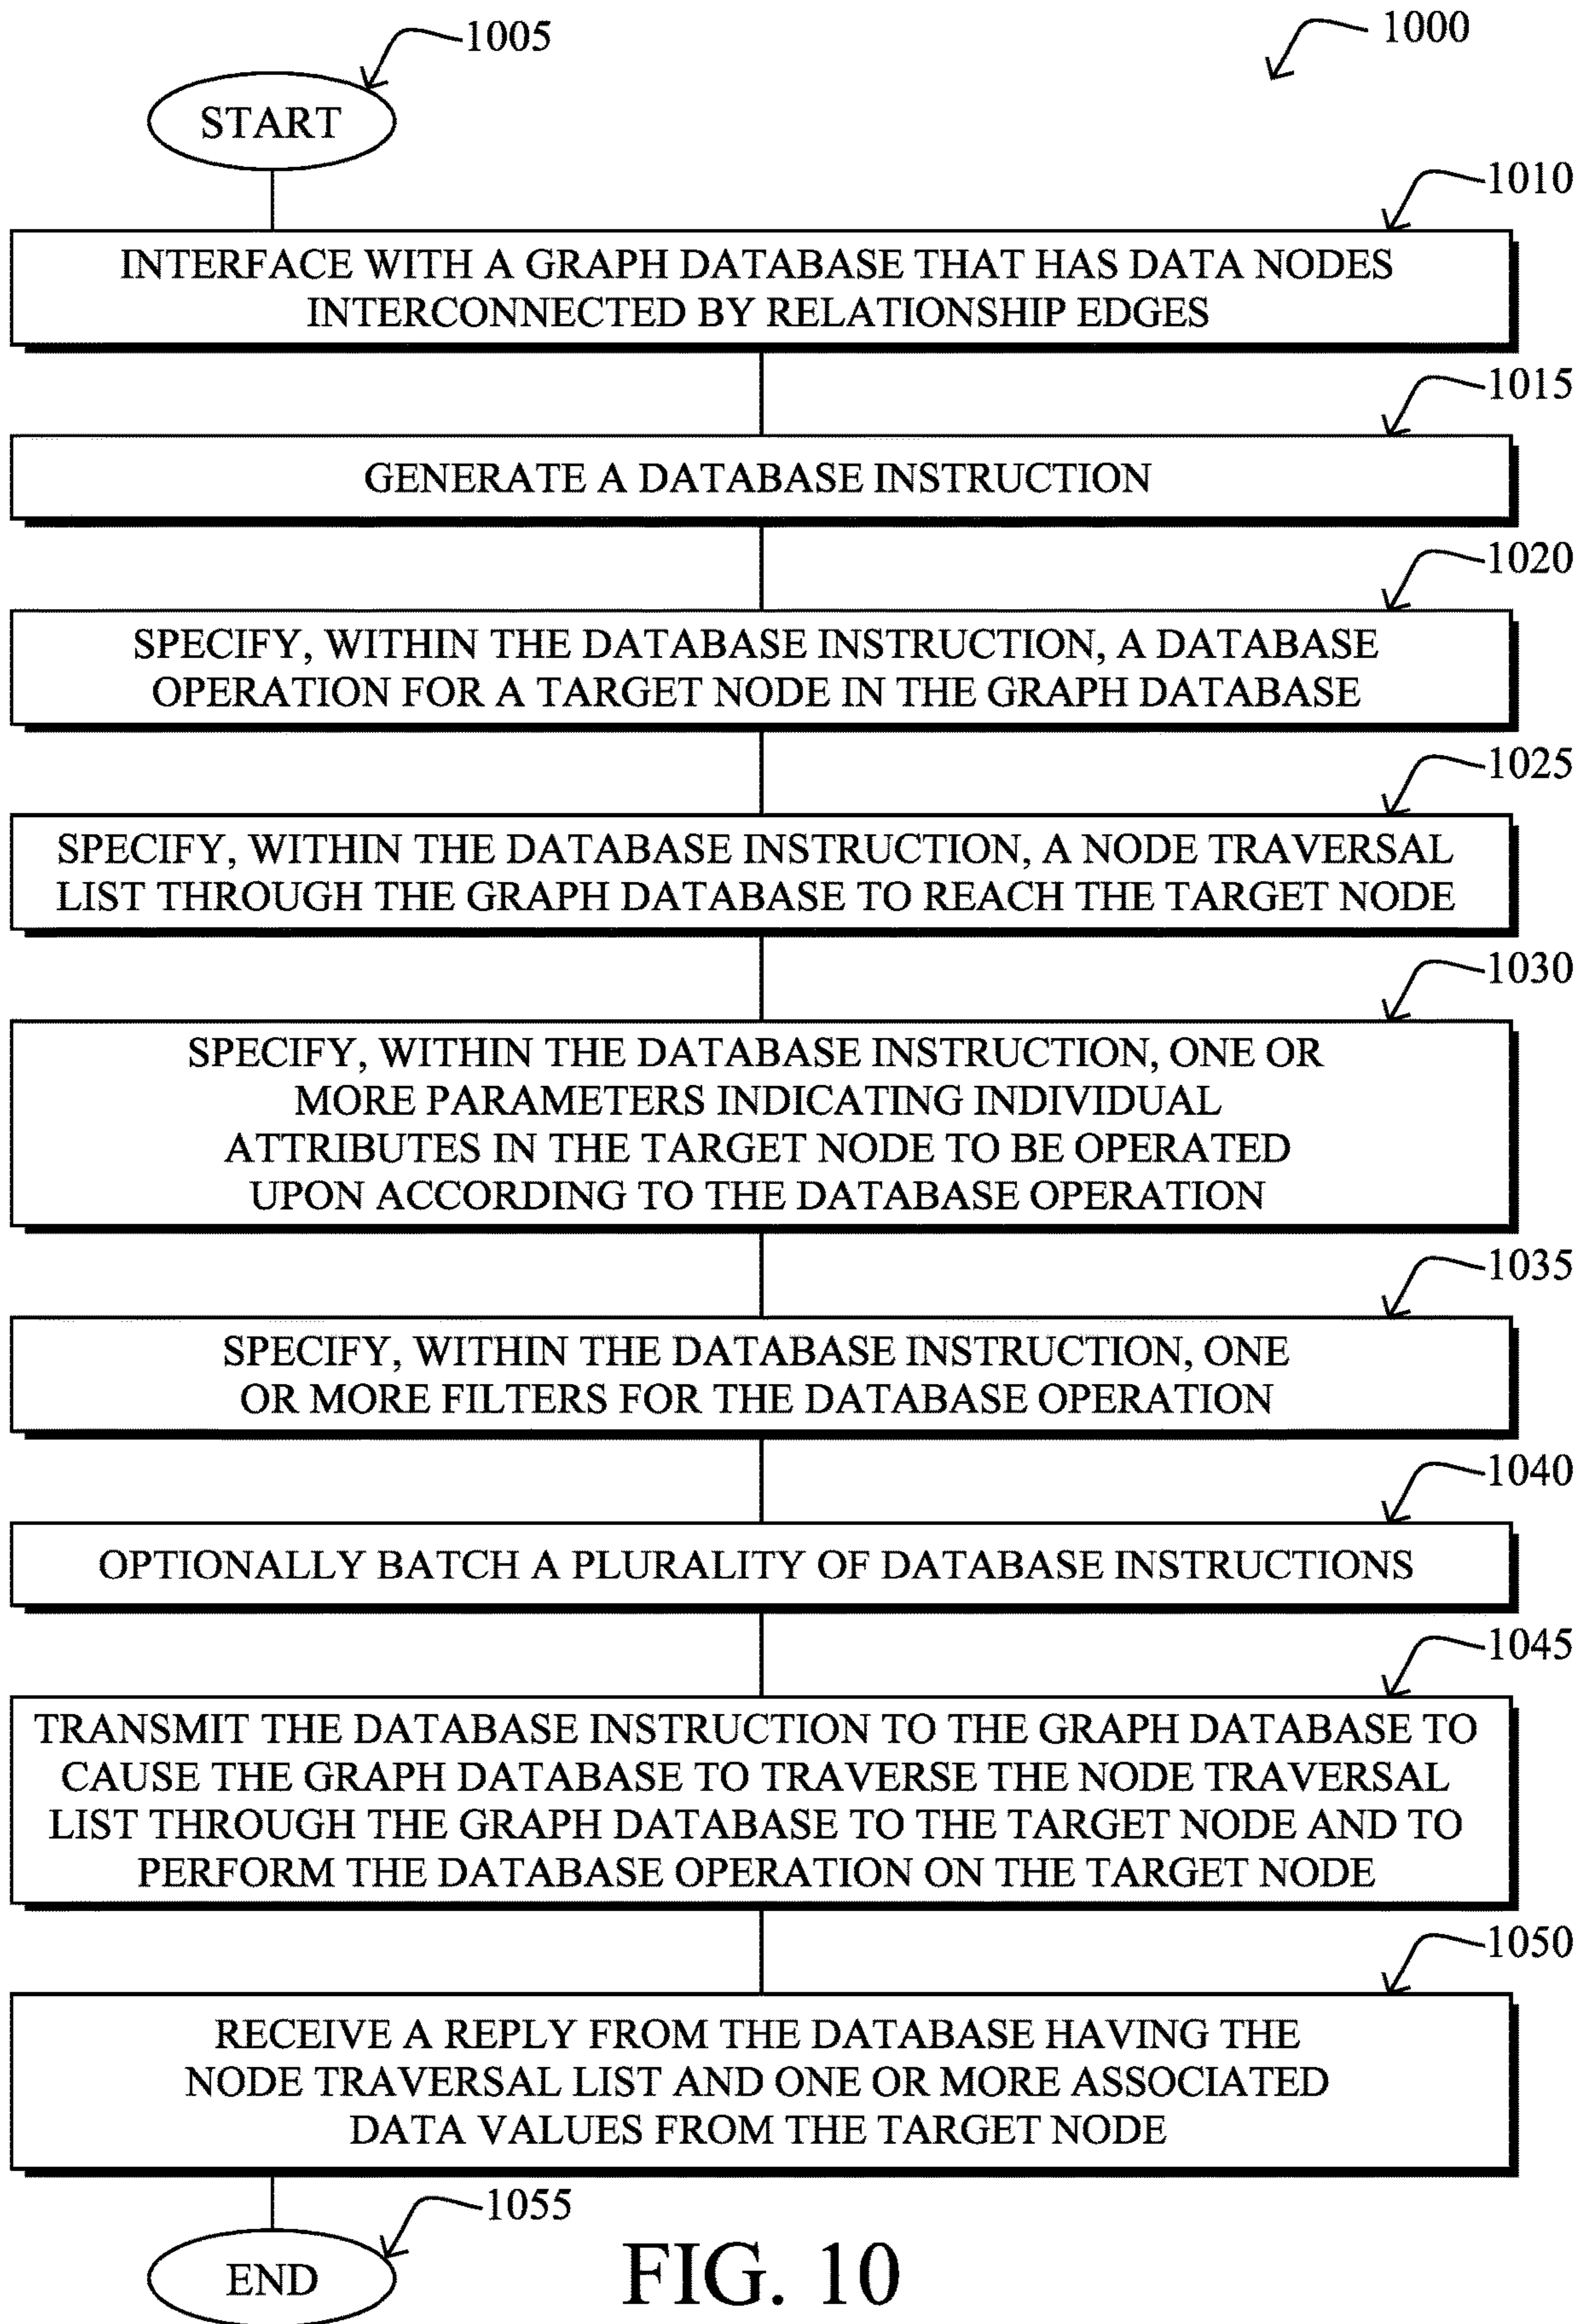 1005
1000
START
1010
INTERFACE WITH A GRAPH DATABASE THAT HAS DATA NODES
INTERCONNECTED BY RELATIONSHIP EDGES
1015
GENERATE A DATABASE INSTRUCTION
1020
SPECIFY, WITHIN THE DATABASE INSTRUCTION, A DATABASE
OPERATION FOR A TARGET NODE IN THE GRAPH DATABASE
1025
SPECIFY, WITHIN THE DATABASE INSTRUCTION, A NODE TRAVERSAL
LIST THROUGH THE GRAPH DATABASE TO REACH THE TARGET NODE
1030
SPECIFY, WITHIN THE DATABASE INSTRUCTION, ONE OR
MORE PARAMETERS INDICATING INDIVIDUAL
ATTRIBUTES IN THE TARGET NODE TO BE OPERATED
UPON ACCORDING TO THE DATABASE OPERATION
1035
SPECIFY, WITHIN THE DATABASE INSTRUCTION, ONE
OR MORE FILTERS FOR THE DATABASE OPERATION
1040
OPTIONALLY BATCH A PLURALITY OF DATABASE INSTRUCTIONS
1045
TRANSMIT THE DATABASE INSTRUCTION TO THE GRAPH DATABASE TO
CAUSE THE GRAPH DATABASE TO TRAVERSE THE NODE TRAVERSAL
LIST THROUGH THE GRAPH DATABASE TO THE TARGET NODE AND TO
PERFORM THE DATABASE OPERATION ON THE TARGET NODE
1050
RECEIVE A REPLY FROM THE DATABASE HAVING THE
NODE TRAVERSAL LIST AND ONE OR MORE ASSOCIATED
DATA VALUES FROM THE TARGET NODE
1055
END
FIG. 10